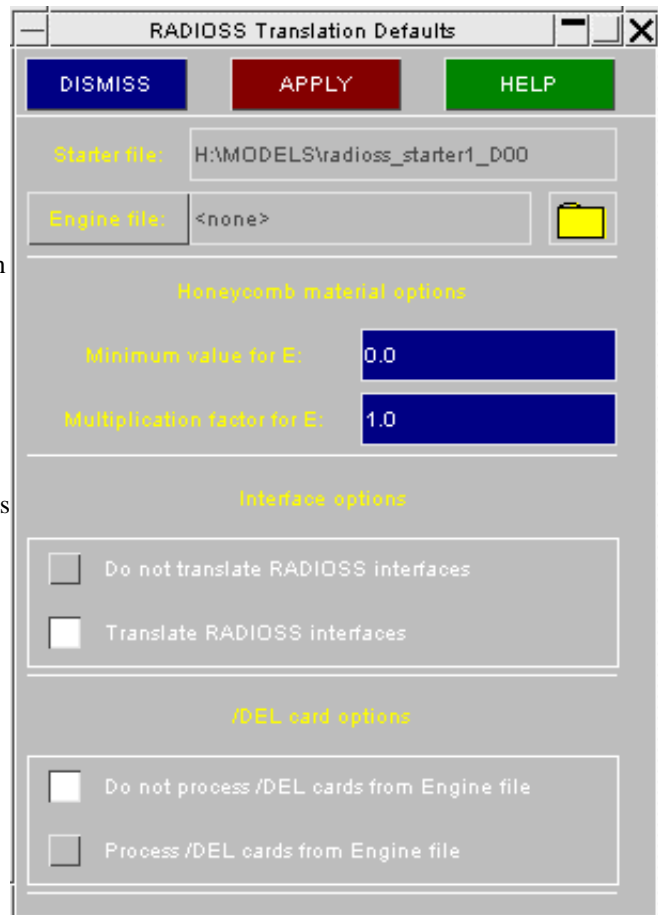 RADIOSS Translation Defaults
DISMISS APPLY HELP
Starter file: H:\MODELS\radioss_starter1_D00
Engine file: <none>
n
Honeycomb material options
Minimum value for E: 0.0
Multiplication factor for E: 1.0
s
Interface options
Do not translate RADIOSS interfaces
Translate RADIOSS interfaces
/DEL card options
Do not process /DEL cards from Engine file
Process /DEL cards from Engine file